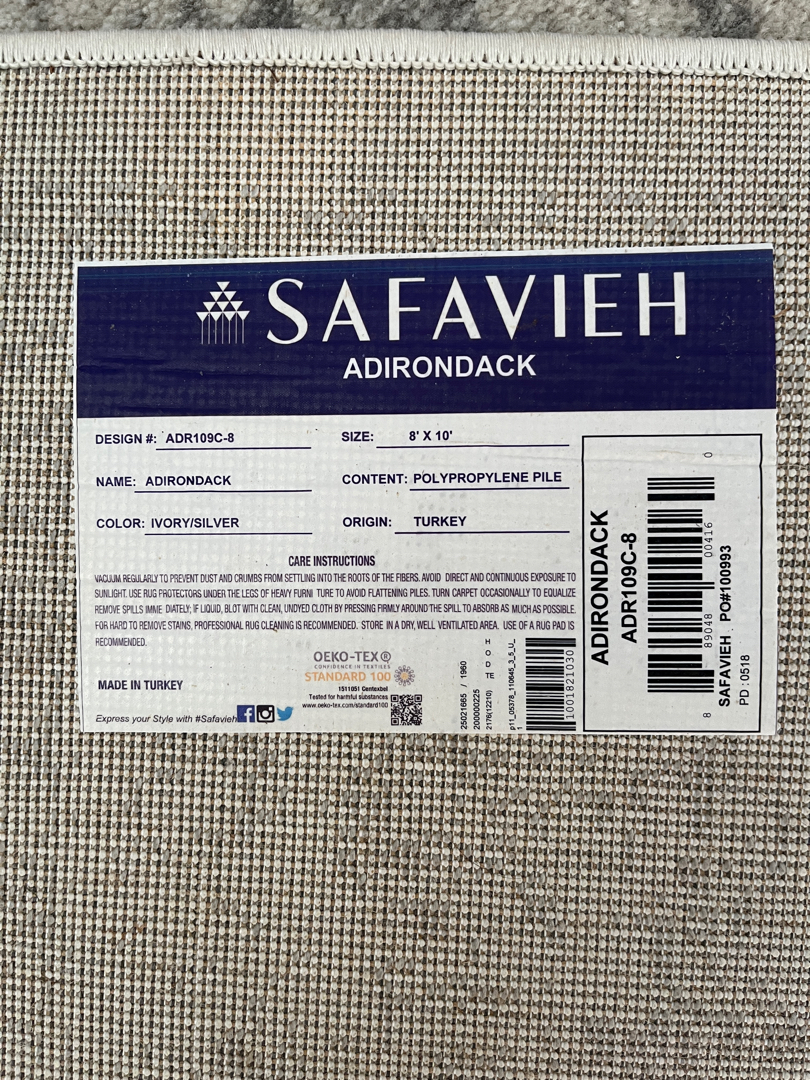 SAFAVIEH
ADIRONDACK
DESIGN #: ADR109C-8
SIZE: 8' X 10'
NAME: ADIRONDACK
CONTENT: POLYPROPYLENE PILE
COLOR: IVORY/SILVER
ORIGIN: TURKEY
CARE INSTRUCTIONS
VACUUM REGULARLY TO PREVENT DUST AND CRUMBS FROM SETTLING INTO THE ROOTS OF THE FIBERS. AVOID DIRECT AND CONTINUOUS EXPOSURE TO
SUNLIGHT. USE RUG PROTECTORS UNDER THE LEGS OF HEAVY FURNI TURE TO AVOID FLATTENING PILES. TURN CARPET OCCASIONALLY TO EQUALIZE
REMOVE SPILLS IMME DIATELY; IF LIQUID, BLOT WITH CLEAN, UNDYED CLOTH BY PRESSING FIRMLY AROUND THE SPILL TO ABSORB AS MUCH AS POSSIBLE.
FOR HARD TO REMOVE STAINS, PROFESSIONAL RUG CLEANING IS RECOMMENDED. STORE IN A DRY, WELL VENTILATED AREA. USE OF A RUG PAD IS
RECOMMENDED.
MADE IN TURKEY
Express your Style with #Safavieh
OEKO-TEX®
CONFIDENCE IN TEXTILES
STANDARD 100
1511051 Centexbel
Tested for harmful substances
www.oeko-tex.com/standard100
25021665 / 1960
200000225
2176(12210)
H
O
D
TE
p11_05378_110645_3_5_U_
1
1001821030
ADIRONDACK
ADR109C-8
8 89048 00416 0
SAFAVIEH PO#100993
PD : 0518